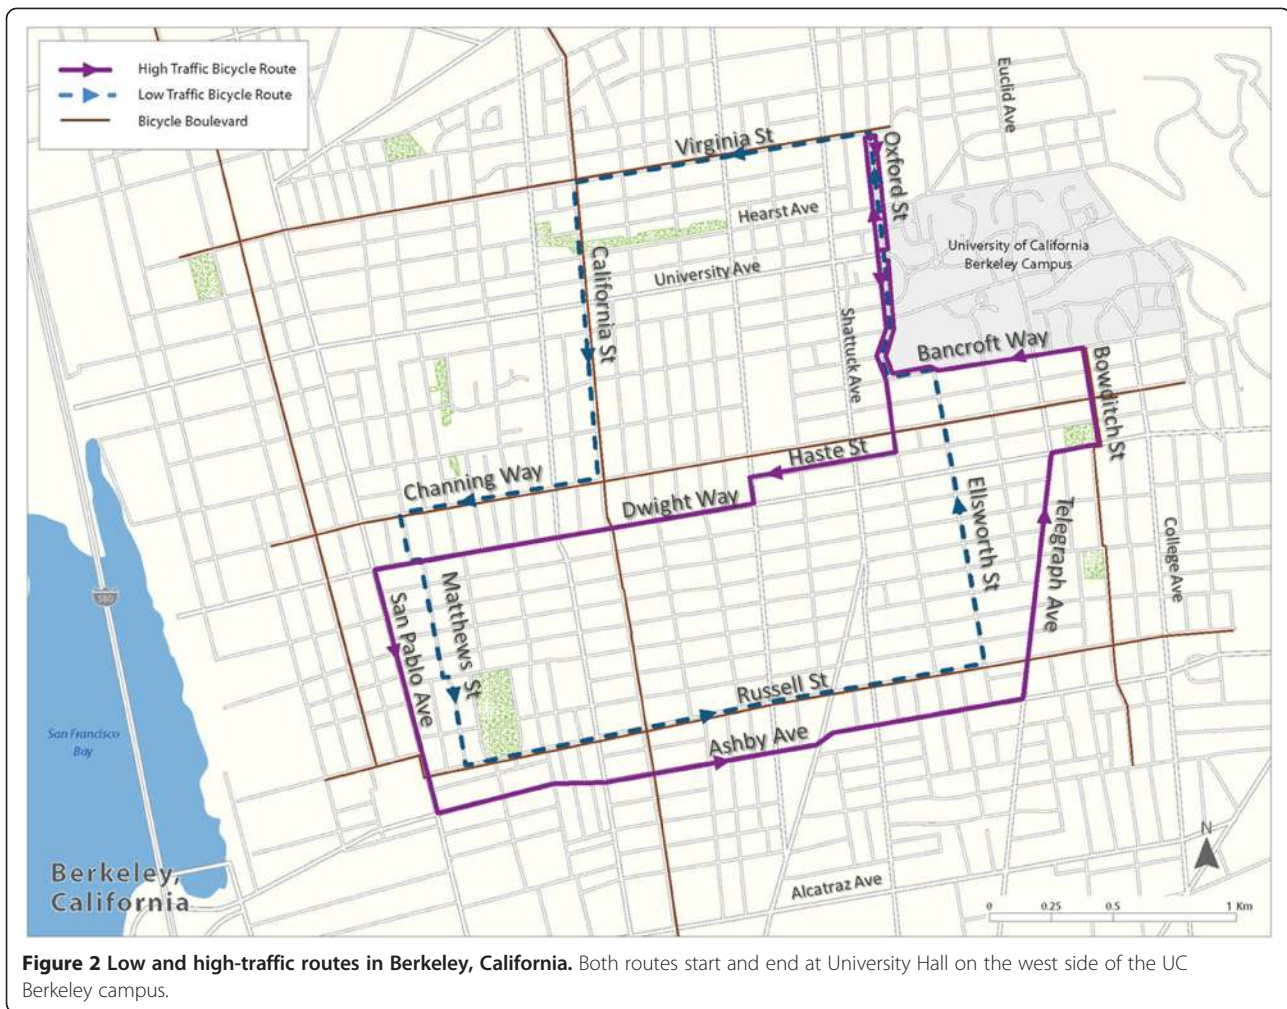 High Traffic Bicycle Route
Low Traffic Bicycle Route
Bicycle Boulevard
Euclid Ave
Virginia St
Oxford St
Hearst Ave
University of California
Berkeley Campus
University Ave
California St
Shattuck Ave
Bancroft Way
Bowditch St
Haste St
Channing Way
Dwight Way
Ellsworth St
Telegraph Ave
College Ave
580
Matthews St
San Pablo Ave
Russell St
San Francisco
Bay
Ashby Ave
N
Berkeley,
California
Alcatraz Ave
0 0.25 0.5 1 Km
Figure 2 Low and high-traffic routes in Berkeley, California. Both routes start and end at University Hall on the west side of the UC
Berkeley campus.